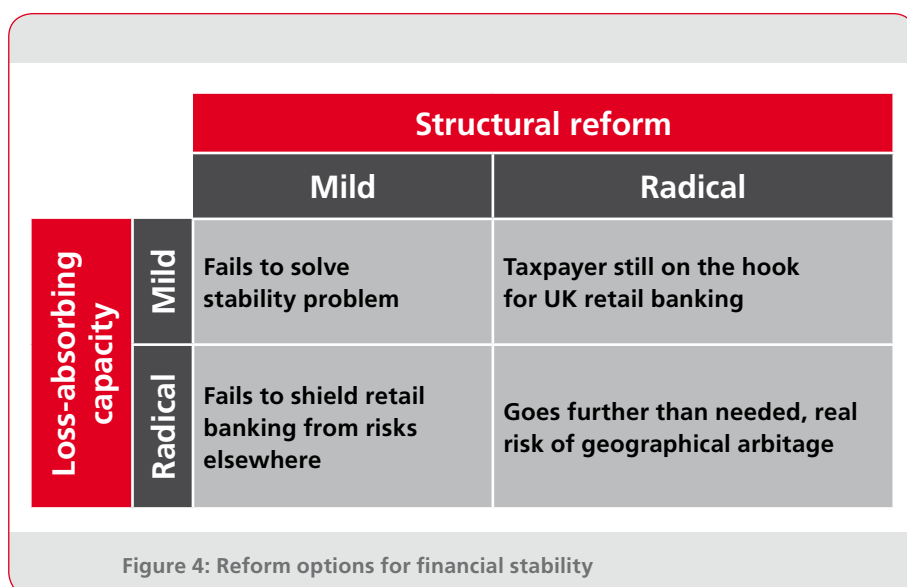 Structural reform
Mild
Radical
Loss-absorbing
capacity
Mild
Fails to solve
stability problem
Taxpayer still on the hook
for UK retail banking
Radical
Fails to shield retail
banking from risks
elsewhere
Goes further than needed, real
risk of geographical arbitage
Figure 4: Reform options for financial stability